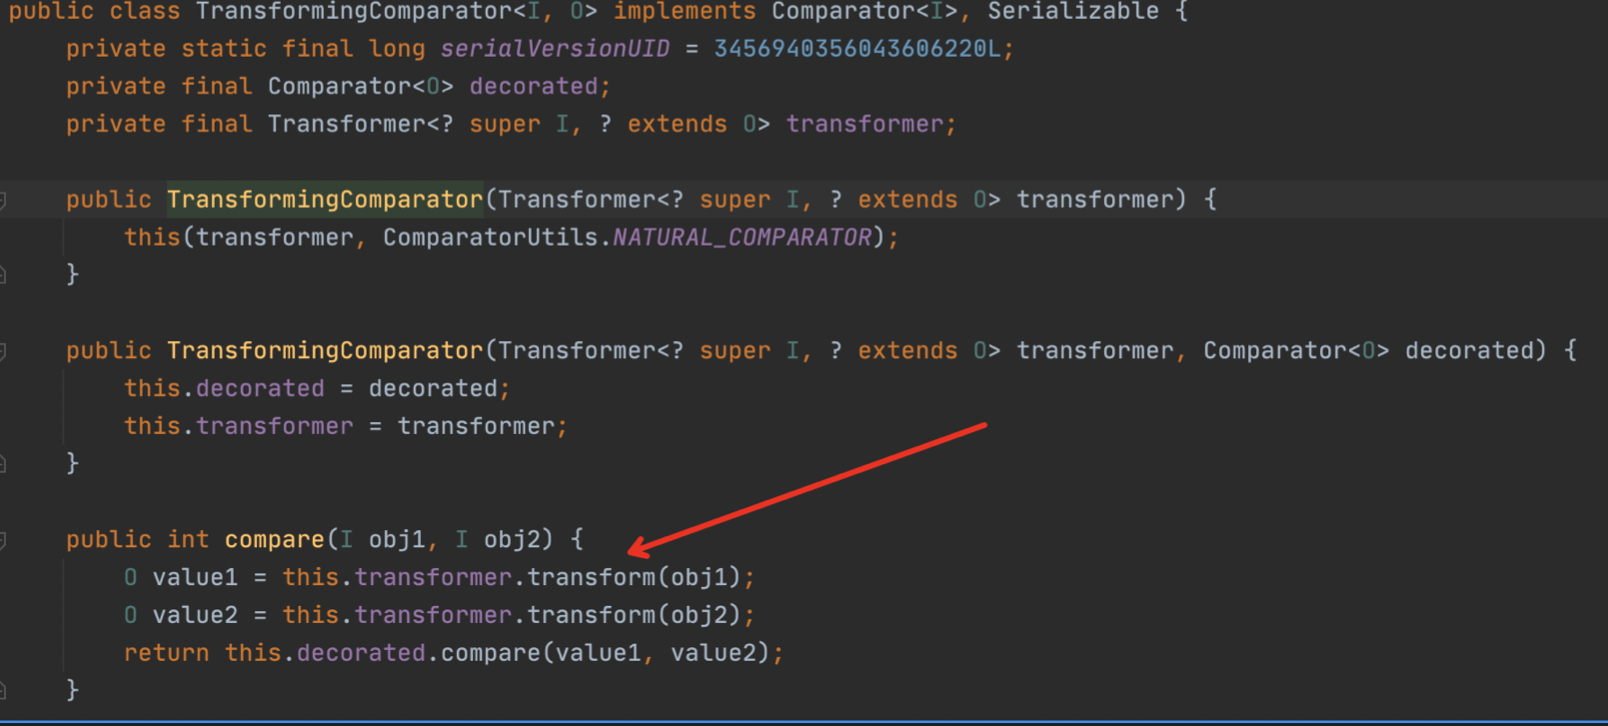 public class TransformingComparator<I, O> implements Comparator<I>, Serializable {
private static final long serialVersionUID = 3456940356043606220L;
private final Comparator<O> decorated;
private final Transformer<? super I, ? extends O> transformer;
public TransformingComparator(Transformer<? super I, ? extends O> transformer) {
this(transformer, ComparatorUtils.NATURAL_COMPARATOR);
}
public TransformingComparator(Transformer<? super I, ? extends O> transformer, Comparator<O> decorated) {
this.decorated = decorated;
this.transformer = transformer;
}
public int compare(I obj1, I obj2) {
O value1 = this.transformer.transform(obj1);
O value2 = this.transformer.transform(obj2);
return this.decorated.compare(value1, value2);
}